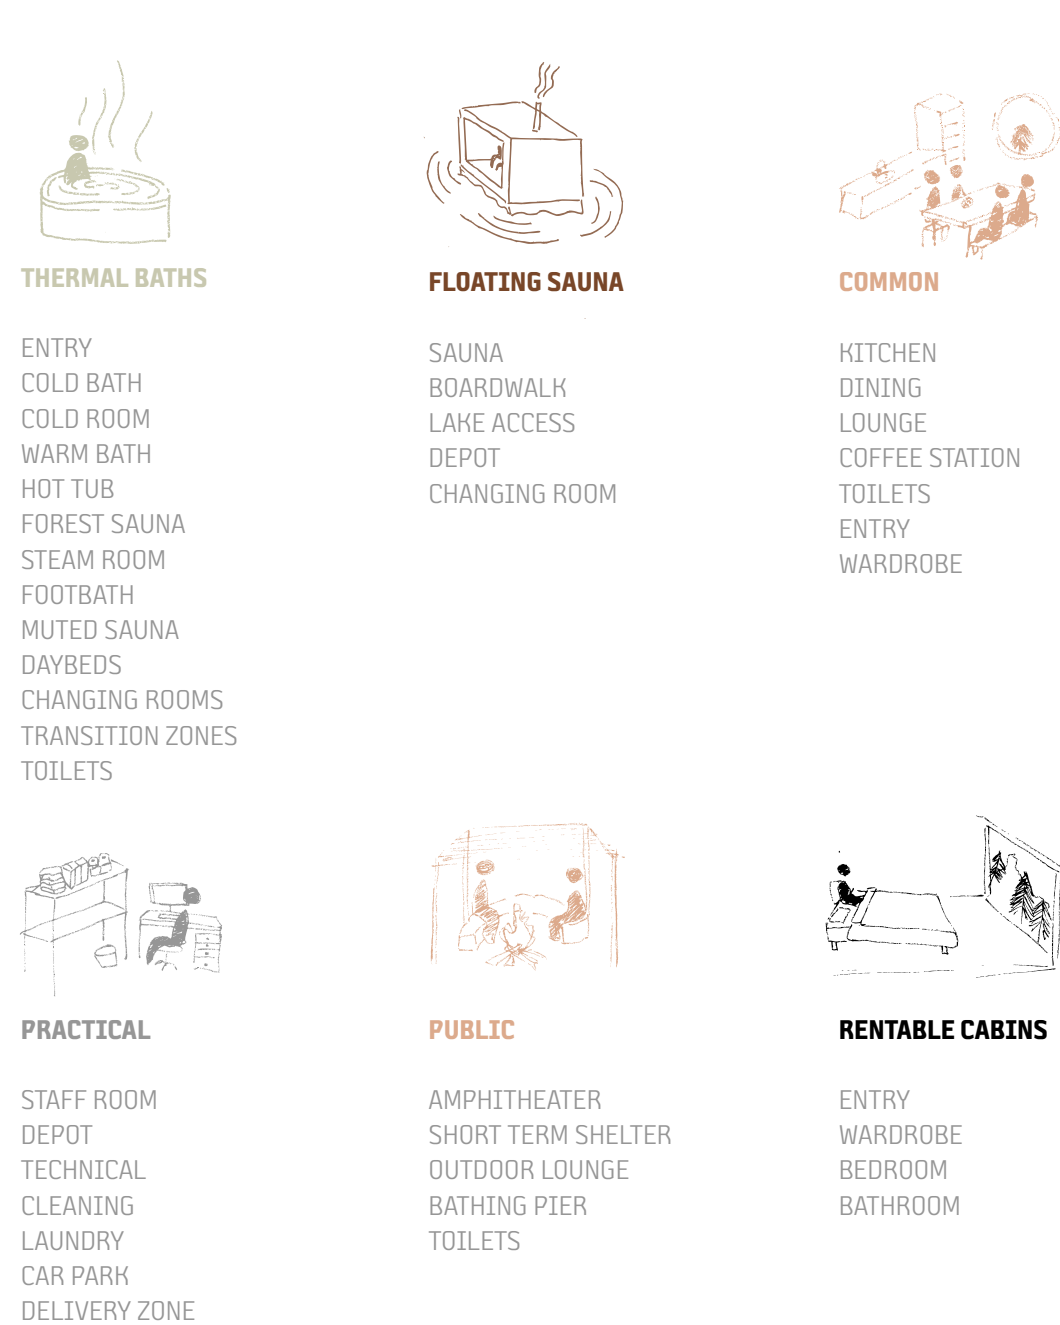 THERMAL BATHS
ENTRY
COLD BATH
COLD ROOM
WARM BATH
HOT TUB
FOREST SAUNA
STEAM ROOM
FOOTBATH
MUTED SAUNA
DAYBEDS
CHANGING ROOMS
TRANSITION ZONES
TOILETS
FLOATING SAUNA
SAUNA
BOARDWALK
LAKE ACCESS
DEPOT
CHANGING ROOM
COMMON
KITCHEN
DINING
LOUNGE
COFFEE STATION
TOILETS
ENTRY
WARDROBE
PRACTICAL
STAFF ROOM
DEPOT
TECHNICAL
CLEANING
LAUNDRY
CAR PARK
DELIVERY ZONE
PUBLIC
AMPHITHEATER
SHORT TERM SHELTER
OUTDOOR LOUNGE
BATHING PIER
TOILETS
RENTABLE CABINS
ENTRY
WARDROBE
BEDROOM
BATHROOM